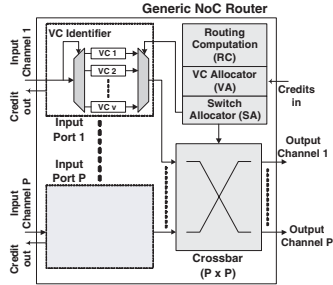 Generic NoC Router
VC Identifier
Input
Channel 1
VC 1
VC 2
VC v
Credit
out
Input
Port 1
Routing
Computation
(RC)
VC Allocator
(VA)
Switch
Allocator (SA)
Credits
in
Input
Port P
Input
Channel P
Credit
out
Output
Channel 1
Output
Channel P
Crossbar
(P x P)